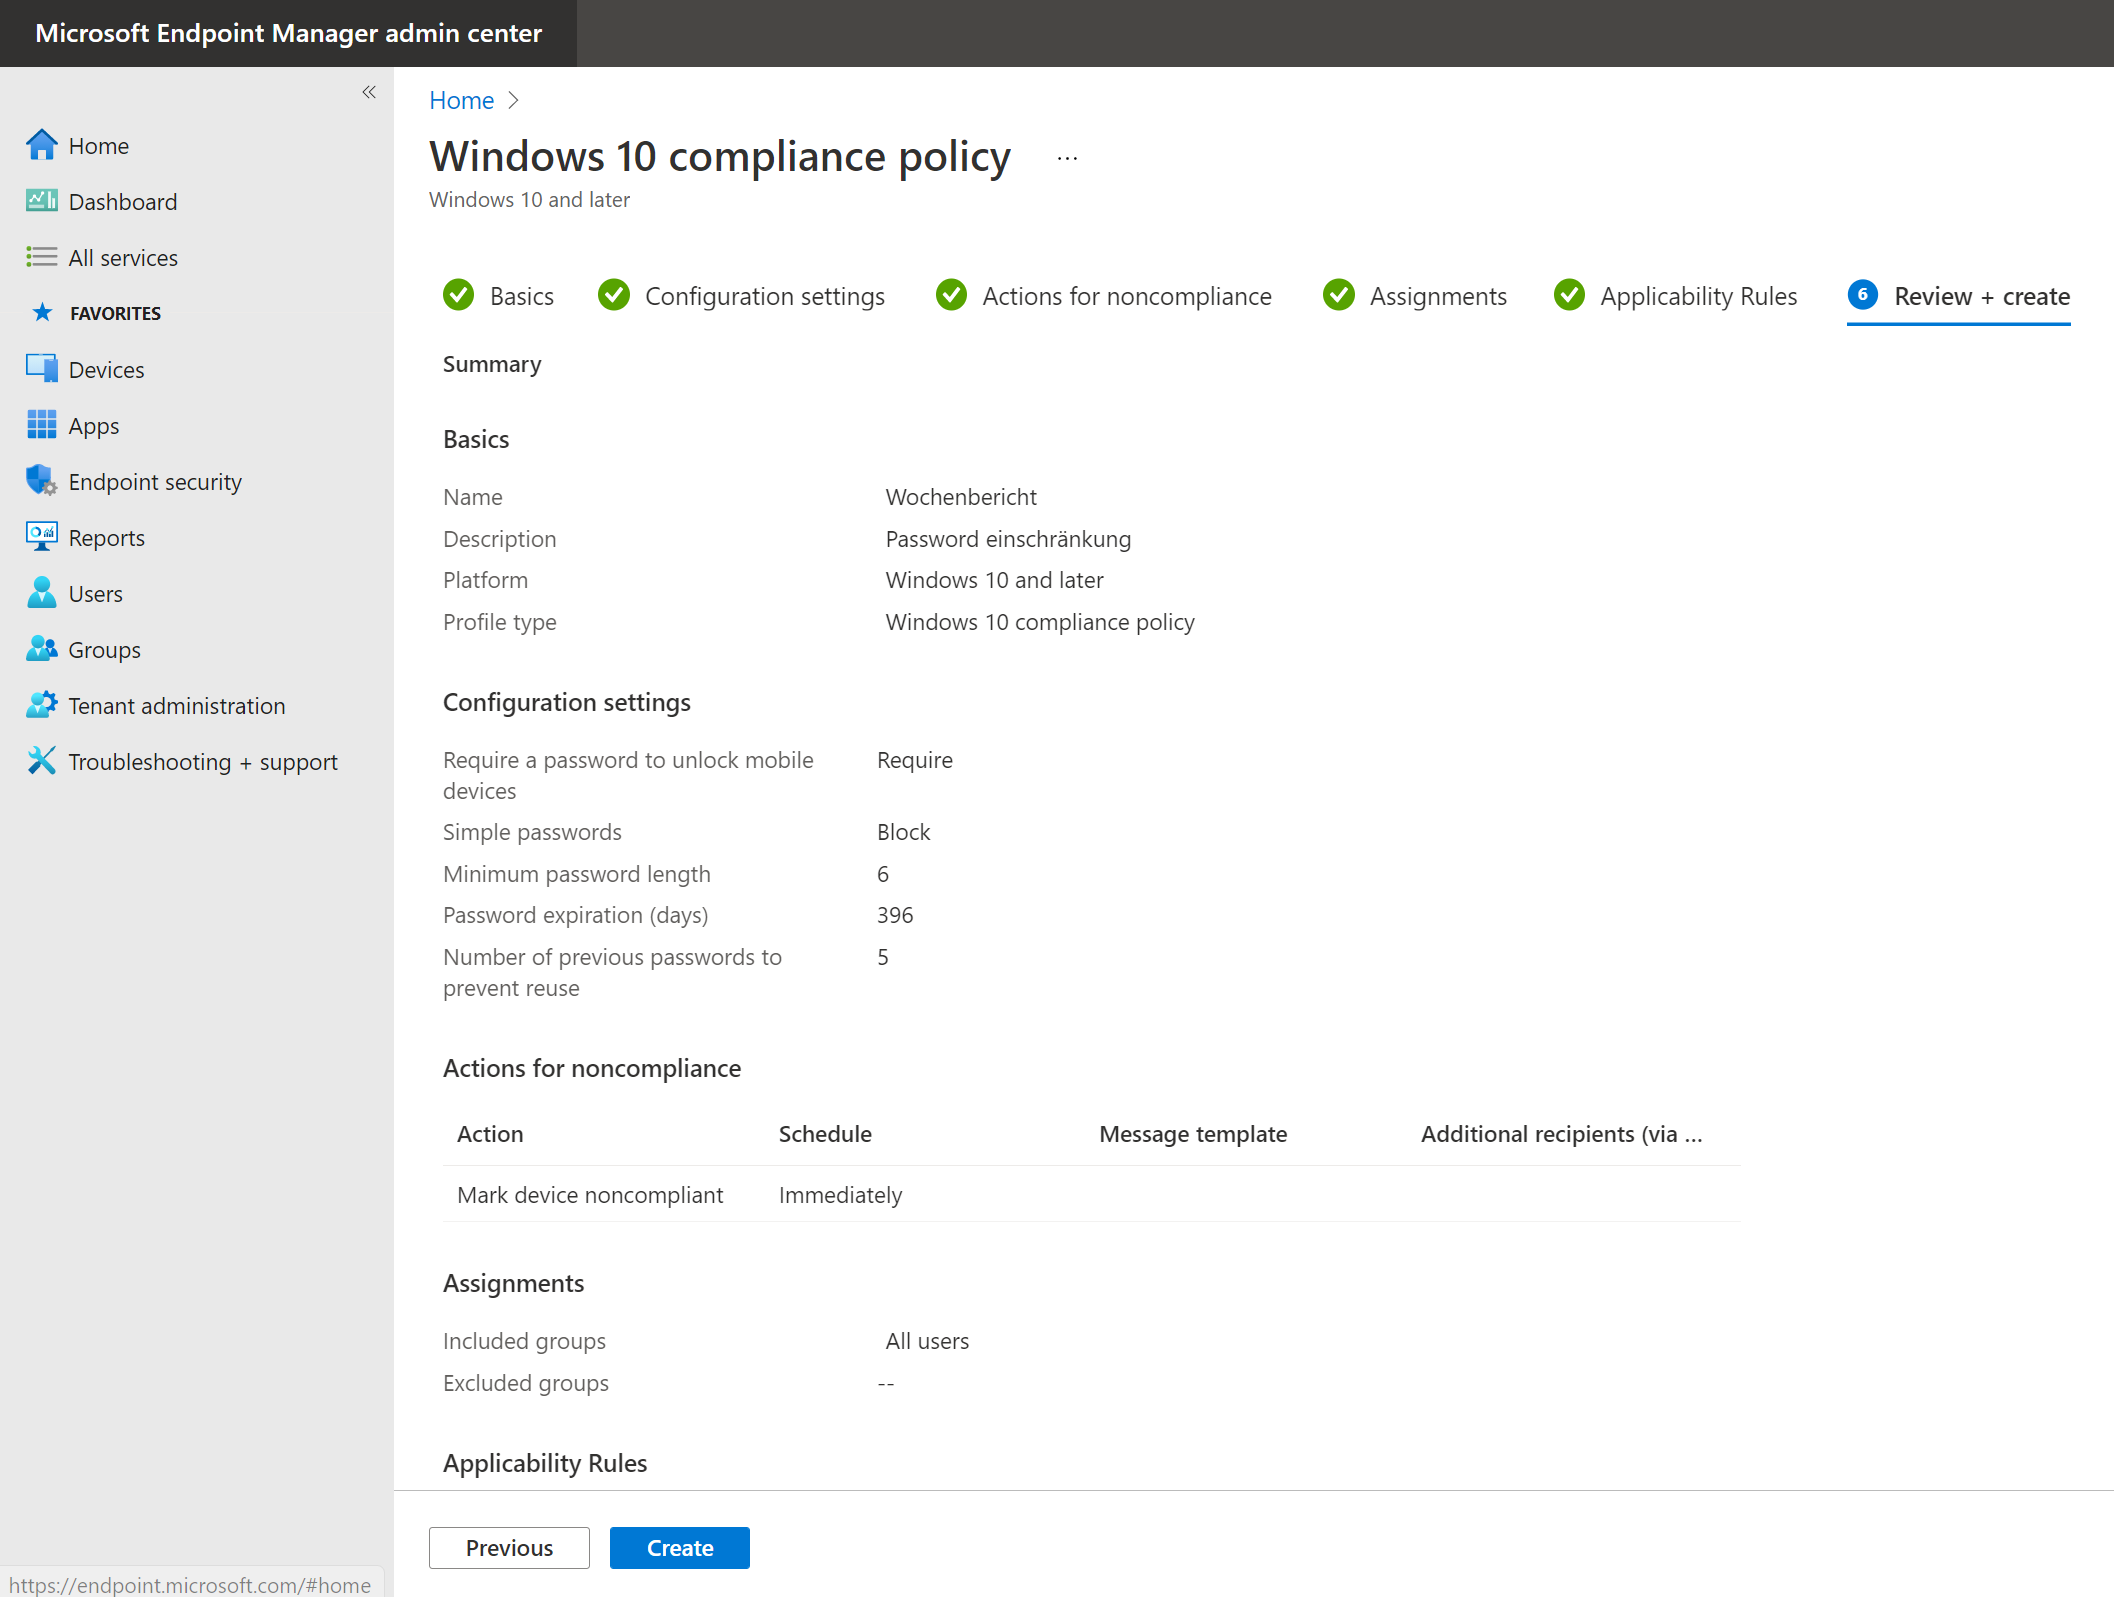 Microsoft Endpoint Manager admin center
«
Home
Dashboard
All services
FAVORITES
Devices
Apps
Endpoint security
Reports
Users
Groups
Tenant administration
Troubleshooting + support
https://endpoint.microsoft.com/#home
Home >
Windows 10 compliance policy ...
Windows 10 and later
Basics Configuration settings Actions for noncompliance Assignments Applicability Rules 6 Review + create
Summary
Basics
Name Wochenbericht
Description Password einschränkung
Platform Windows 10 and later
Profile type Windows 10 compliance policy
Configuration settings
Require a password to unlock mobile Require
devices
Simple passwords Block
Minimum password length 6
Password expiration (days) 396
Number of previous passwords to 5
prevent reuse
Actions for noncompliance
Action Schedule Message template Additional recipients (via ...
Mark device noncompliant Immediately
Assignments
Included groups All users
Excluded groups --
Applicability Rules
Previous Create